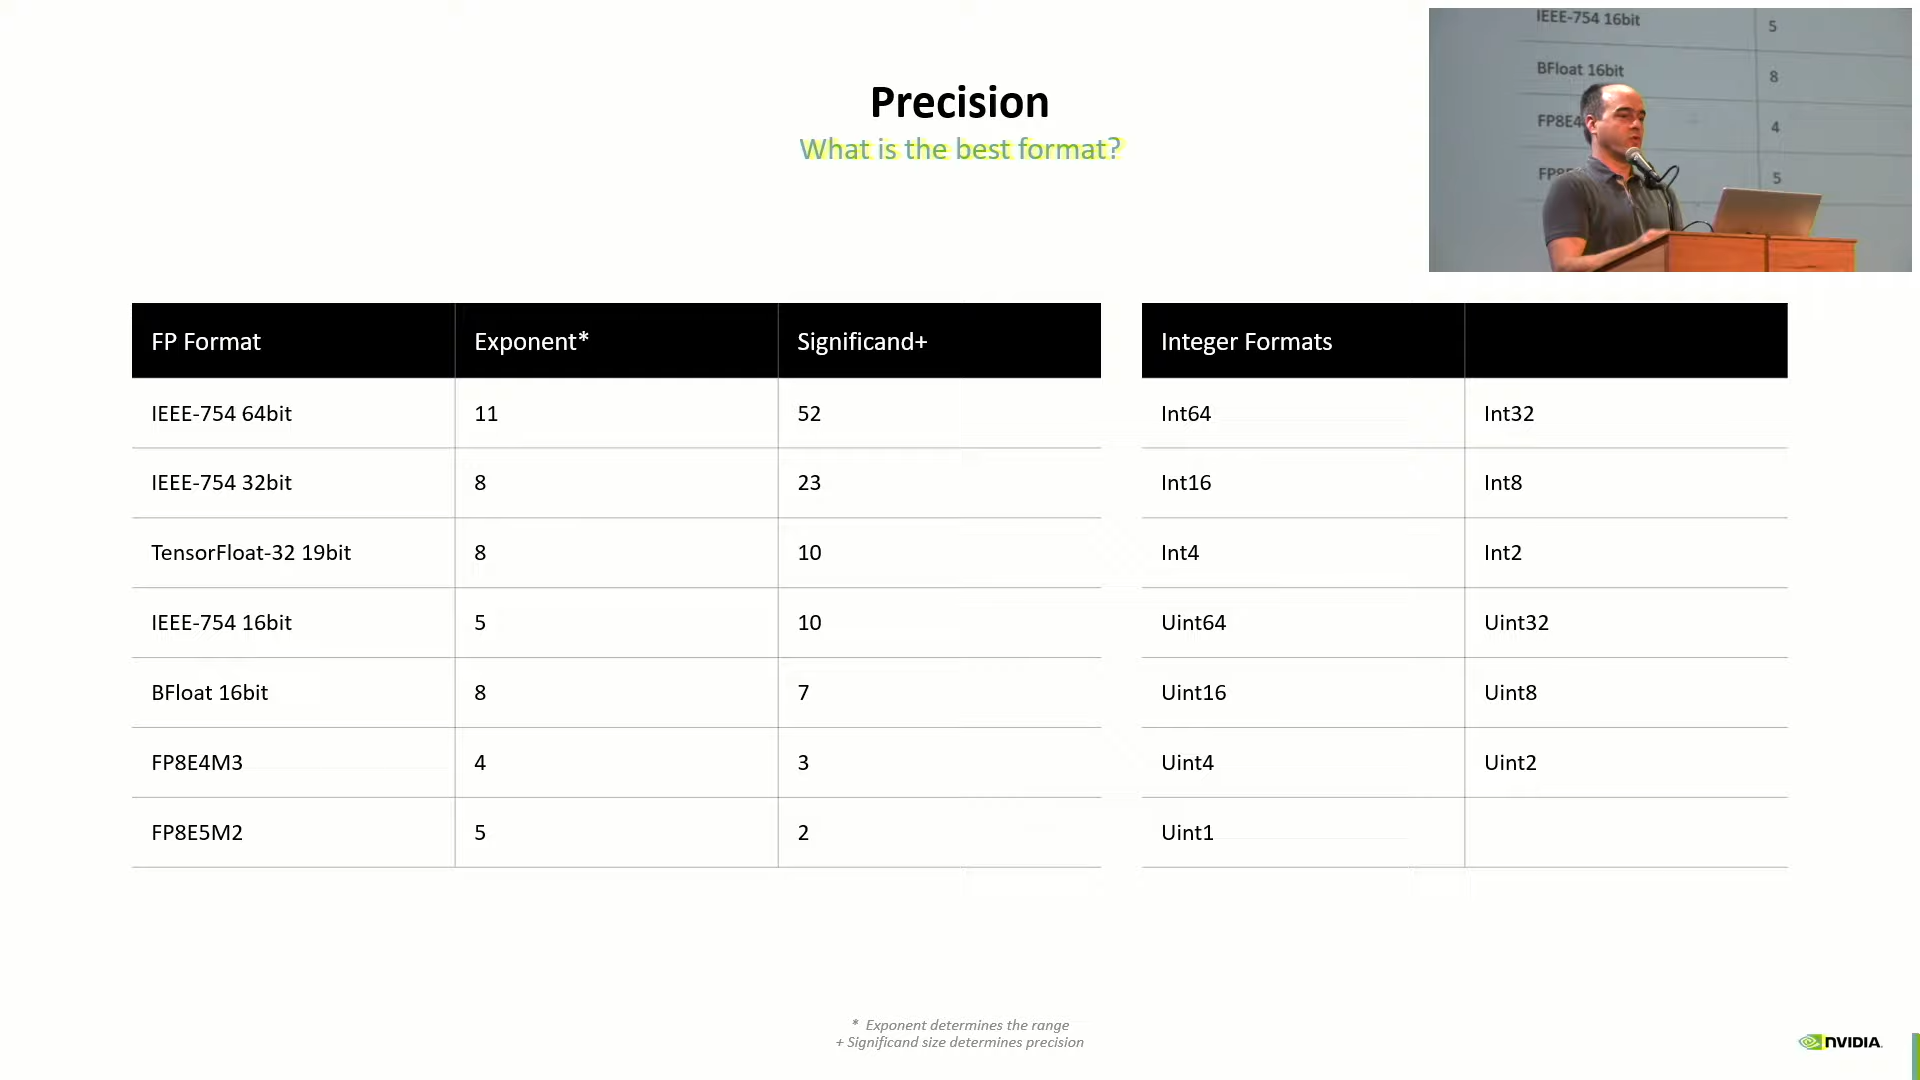 Precision
What is the best format?
IEEE-754 16bit 5
BFloat 16bit 8
FP8E4 4
FP8 5
FP Format Exponent* Significand+
IEEE-754 64bit 11 52
IEEE-754 32bit 8 23
TensorFloat-32 19bit 8 10
IEEE-754 16bit 5 10
BFloat 16bit 8 7
FP8E4M3 4 3
FP8E5M2 5 2
Integer Formats
Int64 Int32
Int16 Int8
Int4 Int2
Uint64 Uint32
Uint16 Uint8
Uint4 Uint2
Uint1
* Exponent determines the range
+ Significand size determines precision
NVIDIA.